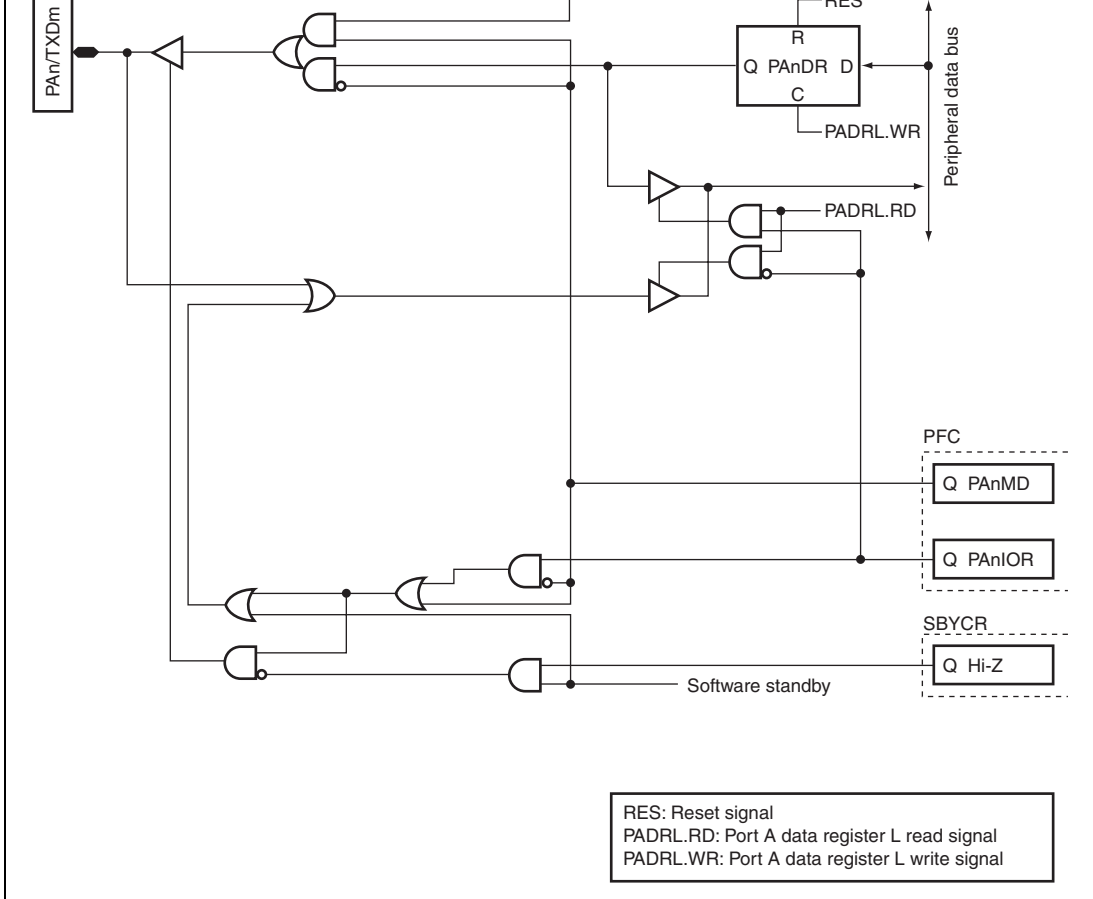 RES
PAn/TXDm
R
Q PAnDR D
C
PADRL.WR
Peripheral data bus
PADRL.RD
PFC
Q PAnMD
Q PAnIOR
SBYCR
Q Hi-Z
Software standby
RES: Reset signal
PADRL.RD: Port A data register L read signal
PADRL.WR: Port A data register L write signal